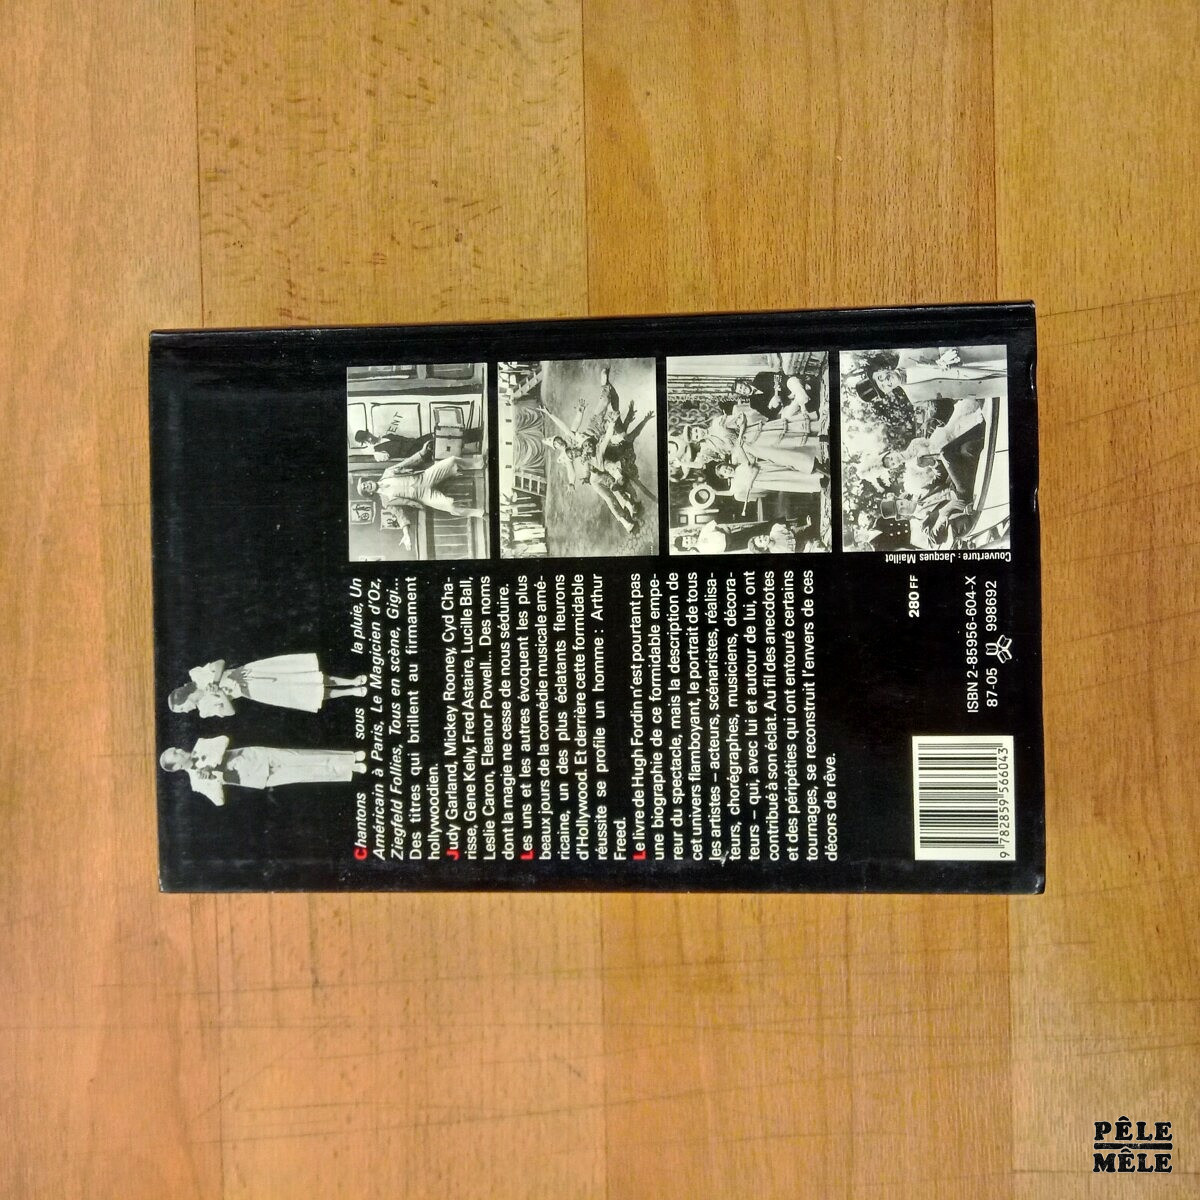 Chantons sous la pluie, Un
Américain à Paris, Le Magicien d'Oz,
Ziegfeld Follies, Tous en scène, Gigi...
Des titres qui brillent au firmament
hollywoodien.
Judy Garland, Mickey Rooney, Cyd Cha-
risse, Gene Kelly, Fred Astaire, Lucille Ball,
Leslie Caron, Eleanor Powell... Des noms
dont la magie ne cesse de nous séduire.
Les uns et les autres évoquent les plus
beaux jours de la comédie musicale amé-
ricaine, un des plus éclatants fleurons
d'Hollywood. Et derrière cette formidable
réussite se profile un homme : Arthur
Freed.
Le livre de Hugh Fordin n'est pourtant pas
une biographie de ce formidable empe-
reur du spectacle, mais la description de
cet univers flamboyant, le portrait de tous
les artistes – acteurs, scénaristes, réalisa-
teurs, chorégraphes, musiciens, décora-
teurs – qui, avec lui et autour de lui, ont
contribué à son éclat. Au fil des anecdotes
et des péripéties qui ont entouré certains
tournages, se reconstruit l'envers de ces
décors de rêve.
Couverture : Jacques Maillot
280 FF
ISBN 2-85956-604-X
87-05 998692
9 782859 566043
PÊLE
MÊLE